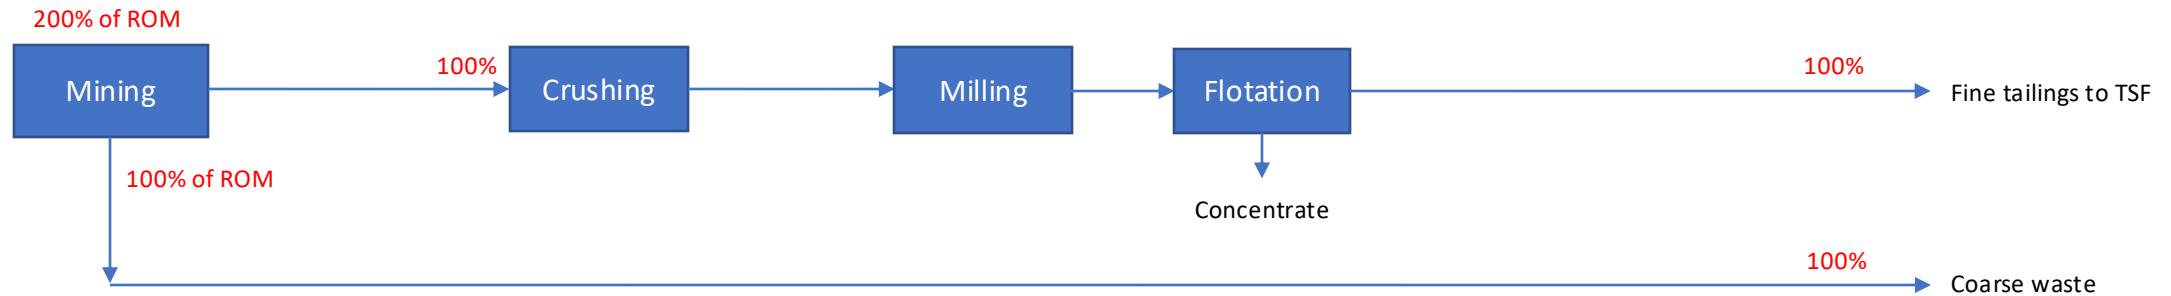 200% of ROM
Mining
100%
Crushing
Milling
Flotation
100%
Fine tailings to TSF
100% of ROM
Concentrate
100%
Coarse waste